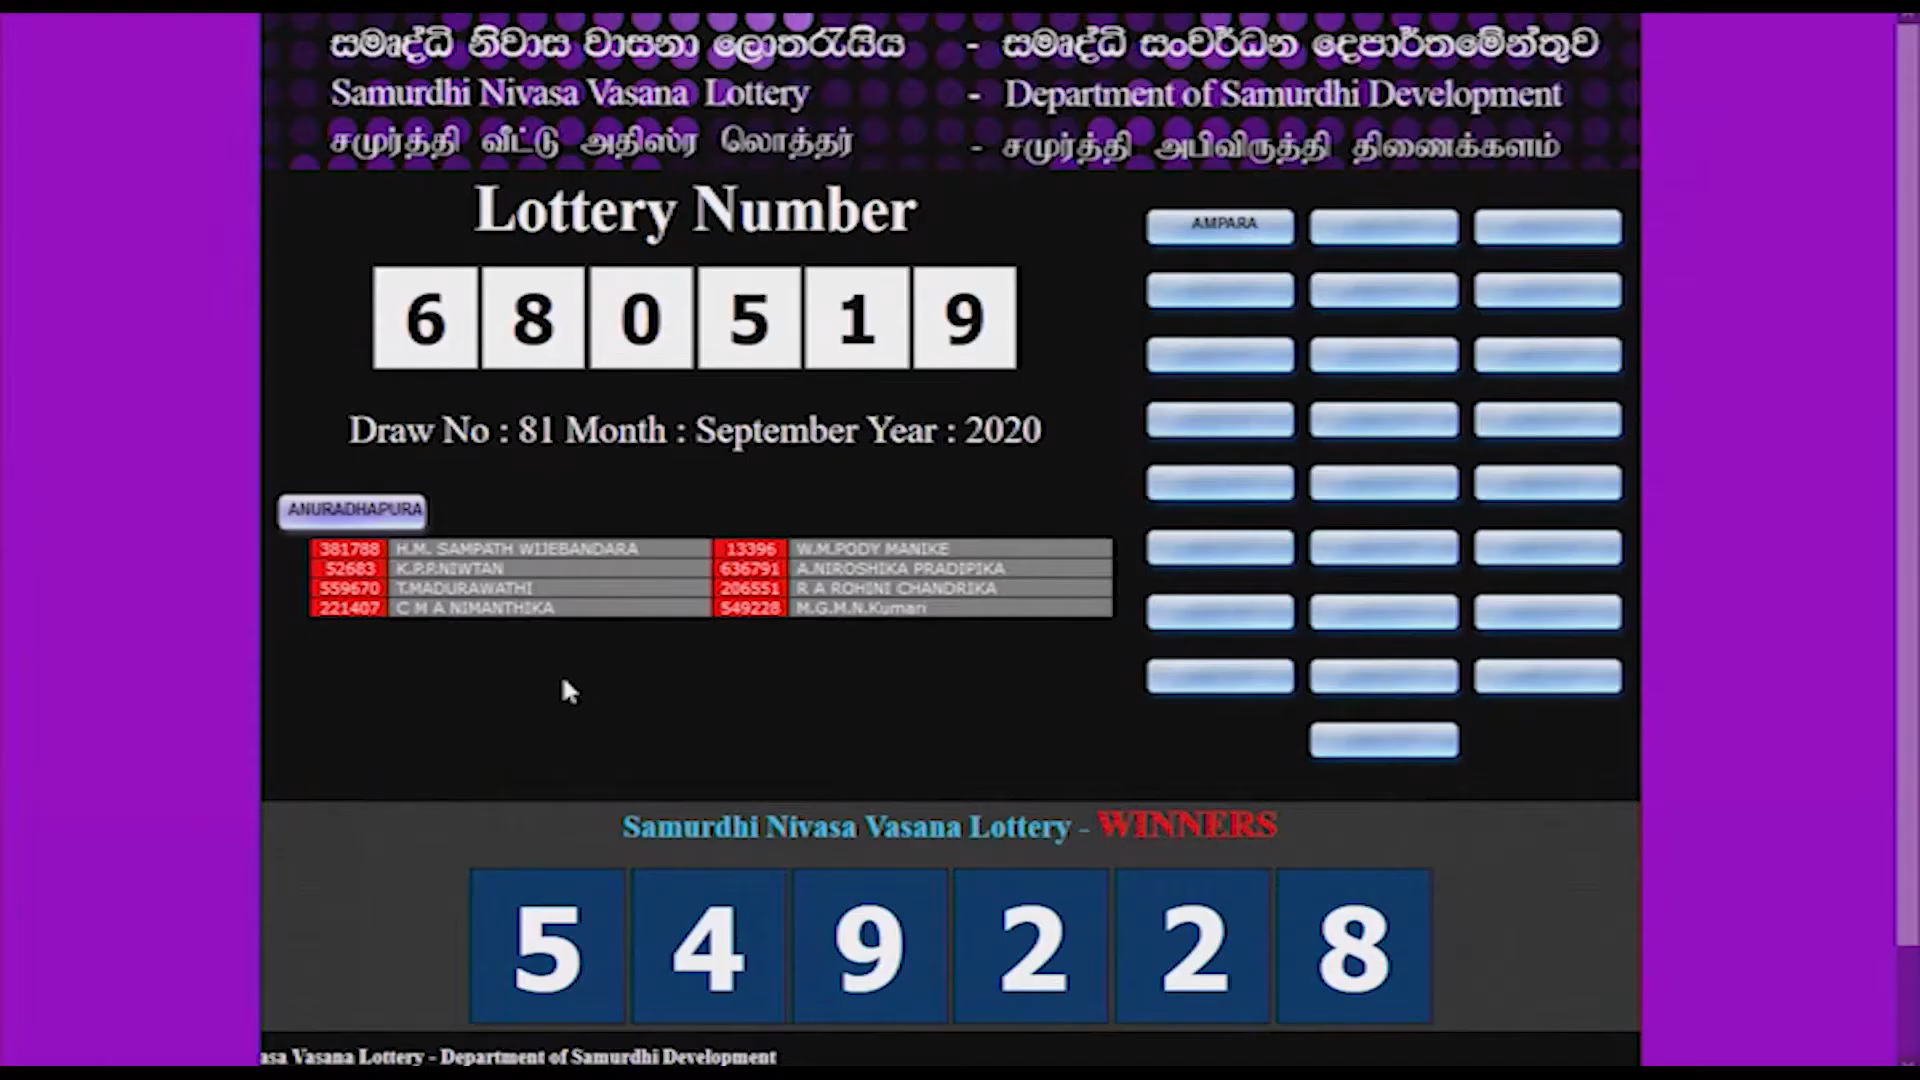 සමෘද්ධි නිවාස වාසනා ලොතරැයිය - සමෘද්ධි සංවර්ධන දෙපාර්තමේන්තුව
Samurdhi Nivasa Vasana Lottery - Department of Samurdhi Development
சமுர்த்தி வீட்டு அதிஸ்ர லொத்தர் - சமுர்த்தி அபிவிருத்தி திணைக்களம்
Lottery Number
6 8 0 5 1 9
Draw No : 81 Month : September Year : 2020
AMPARA
ANURADHAPURA
381788 H.M. SAMPATH WIJEBANDARA 13396 W.M.PODY MANIKE
52683 K.P.P.NIWTAN 636791 A.NIROSHIKA PRADIPIKA
559670 T.MADURAWATHI 206551 R A ROHINI CHANDRIKA
221407 C M A NIMANTHIKA 549228 M.G.M.N.Kumari
Samurdhi Nivasa Vasana Lottery - WINNERS
5 4 9 2 2 8
asa Vasana Lottery - Department of Samurdhi Development